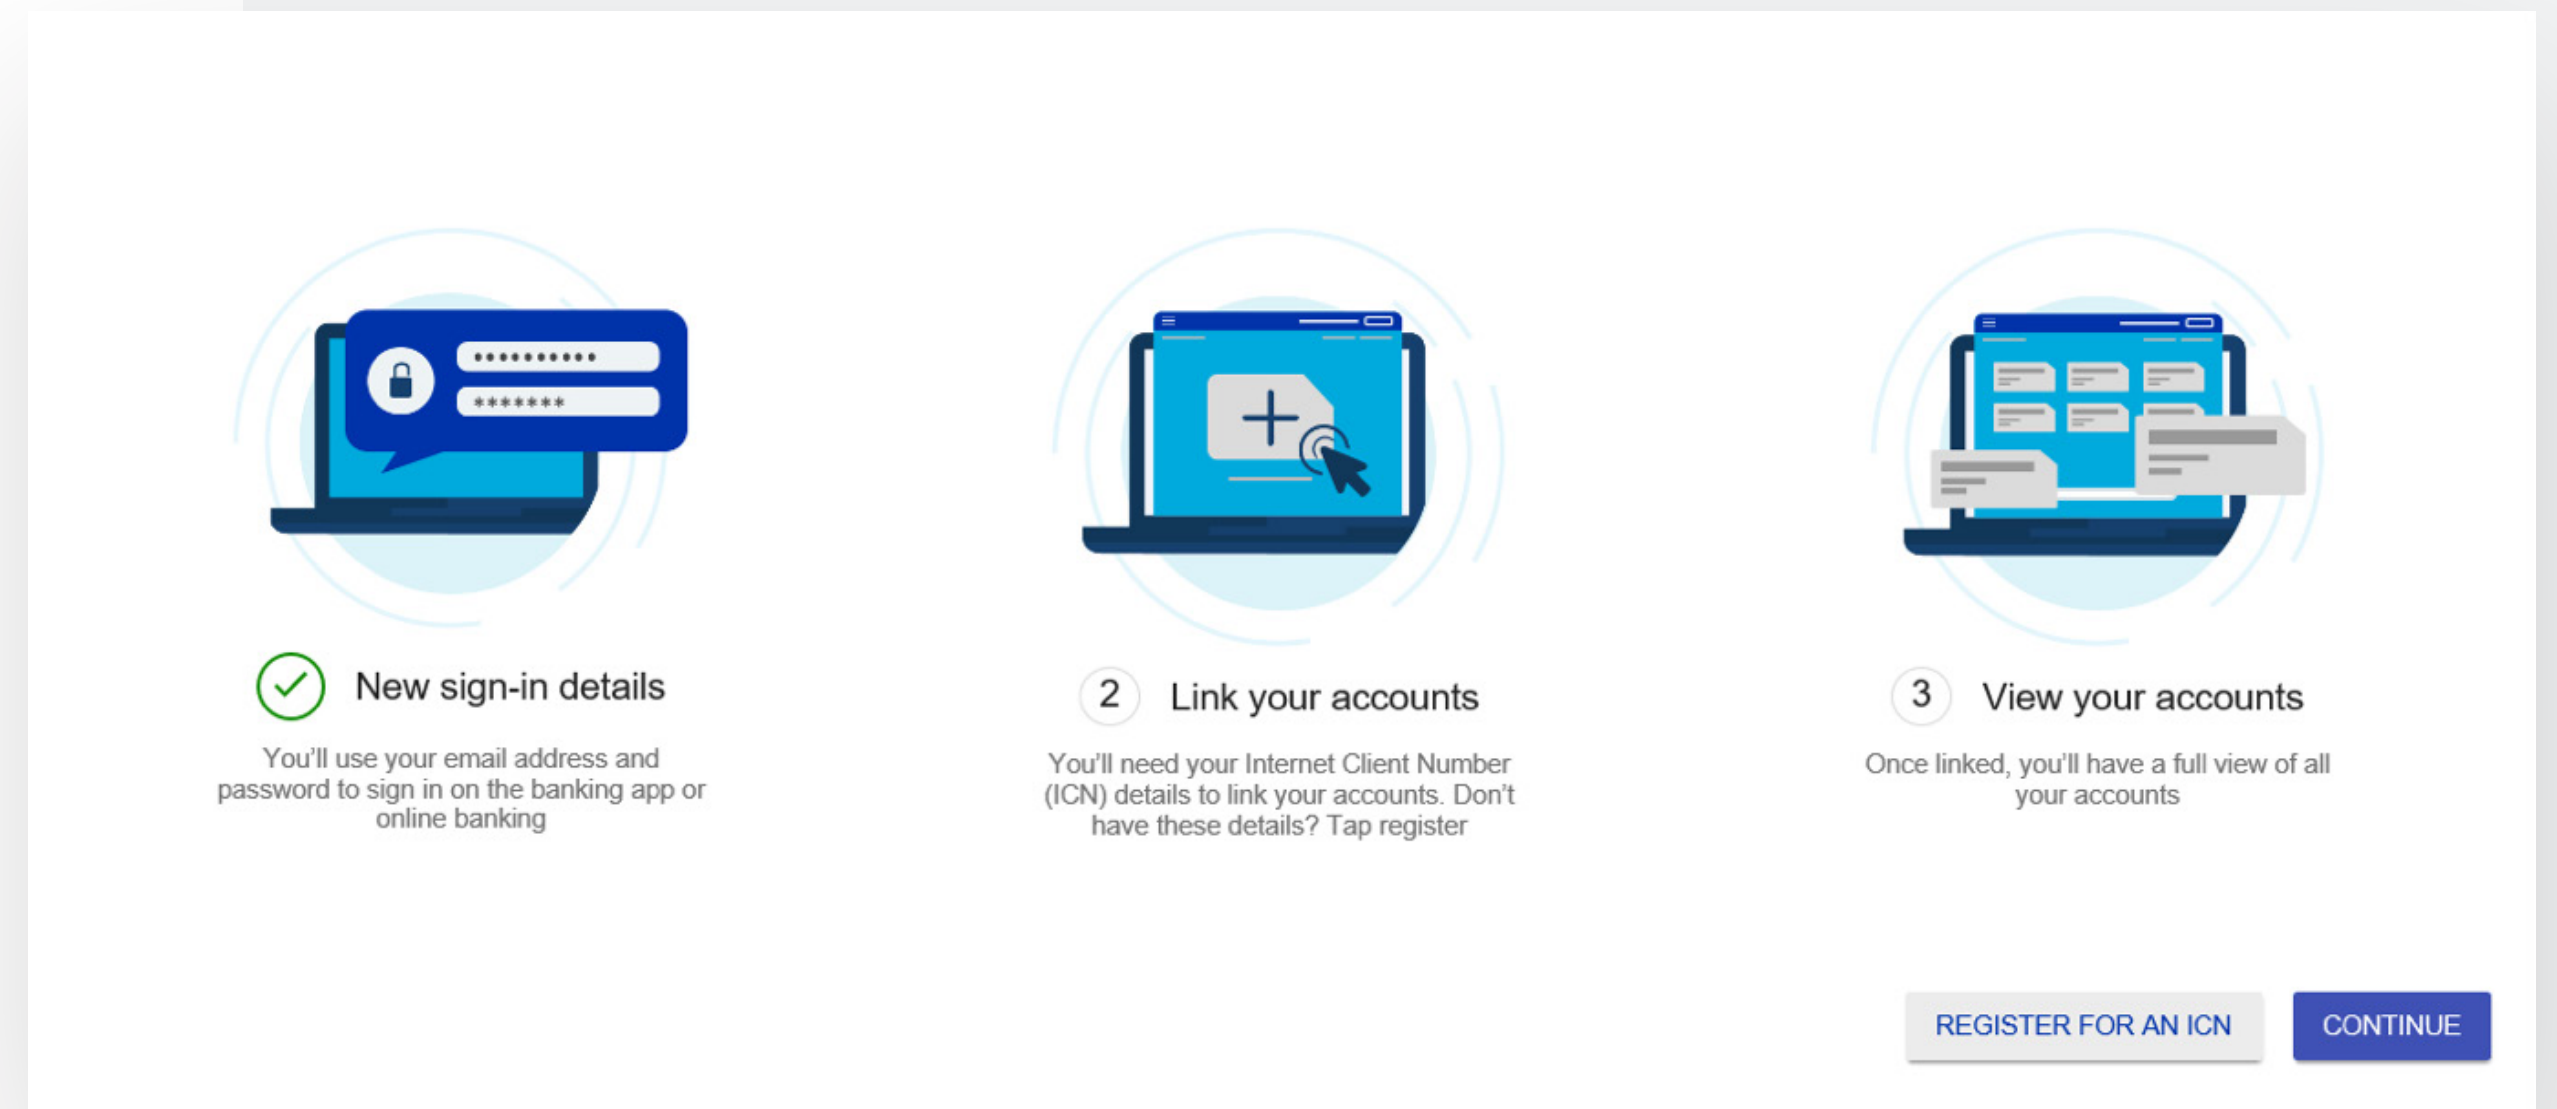 New sign-in details
You'll use your email address and
password to sign in on the banking app or
online banking
2 Link your accounts
You'll need your Internet Client Number
(ICN) details to link your accounts. Don't
have these details? Tap register
3 View your accounts
Once linked, you'll have a full view of all
your accounts
REGISTER FOR AN ICN
CONTINUE